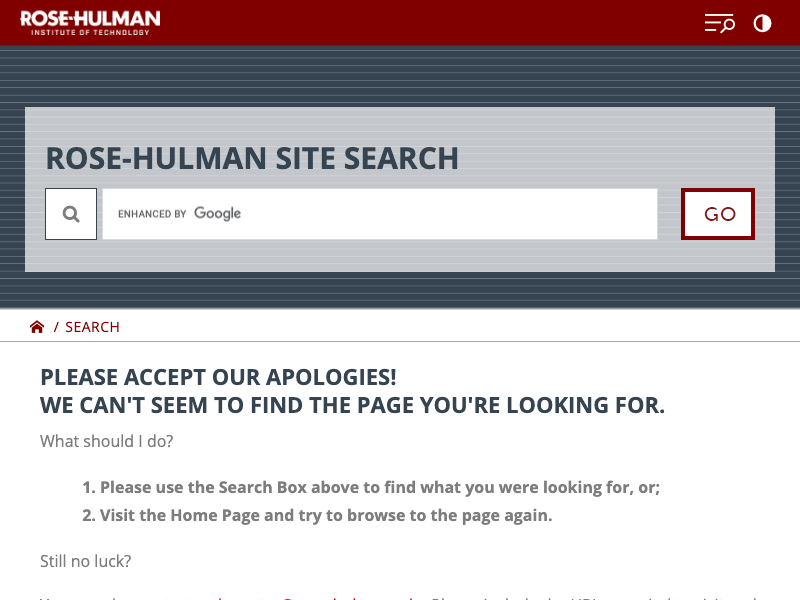 ROSE-HULMAN
INSTITUTE OF TECHNOLOGY
ROSE-HULMAN SITE SEARCH
ENHANCED BY Google
GO
/ SEARCH
PLEASE ACCEPT OUR APOLOGIES!
WE CAN'T SEEM TO FIND THE PAGE YOU'RE LOOKING FOR.
What should I do?
1. Please use the Search Box above to find what you were looking for, or;
2. Visit the Home Page and try to browse to the page again.
Still no luck?